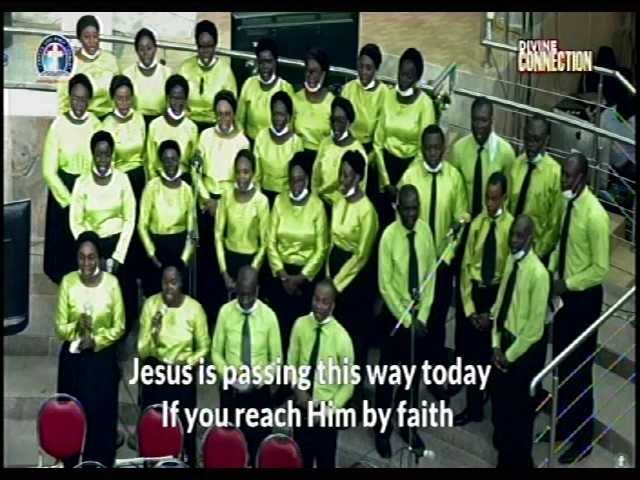 DIVINE
CONNECTION
Jesus is passing this way today
If you reach Him by faith